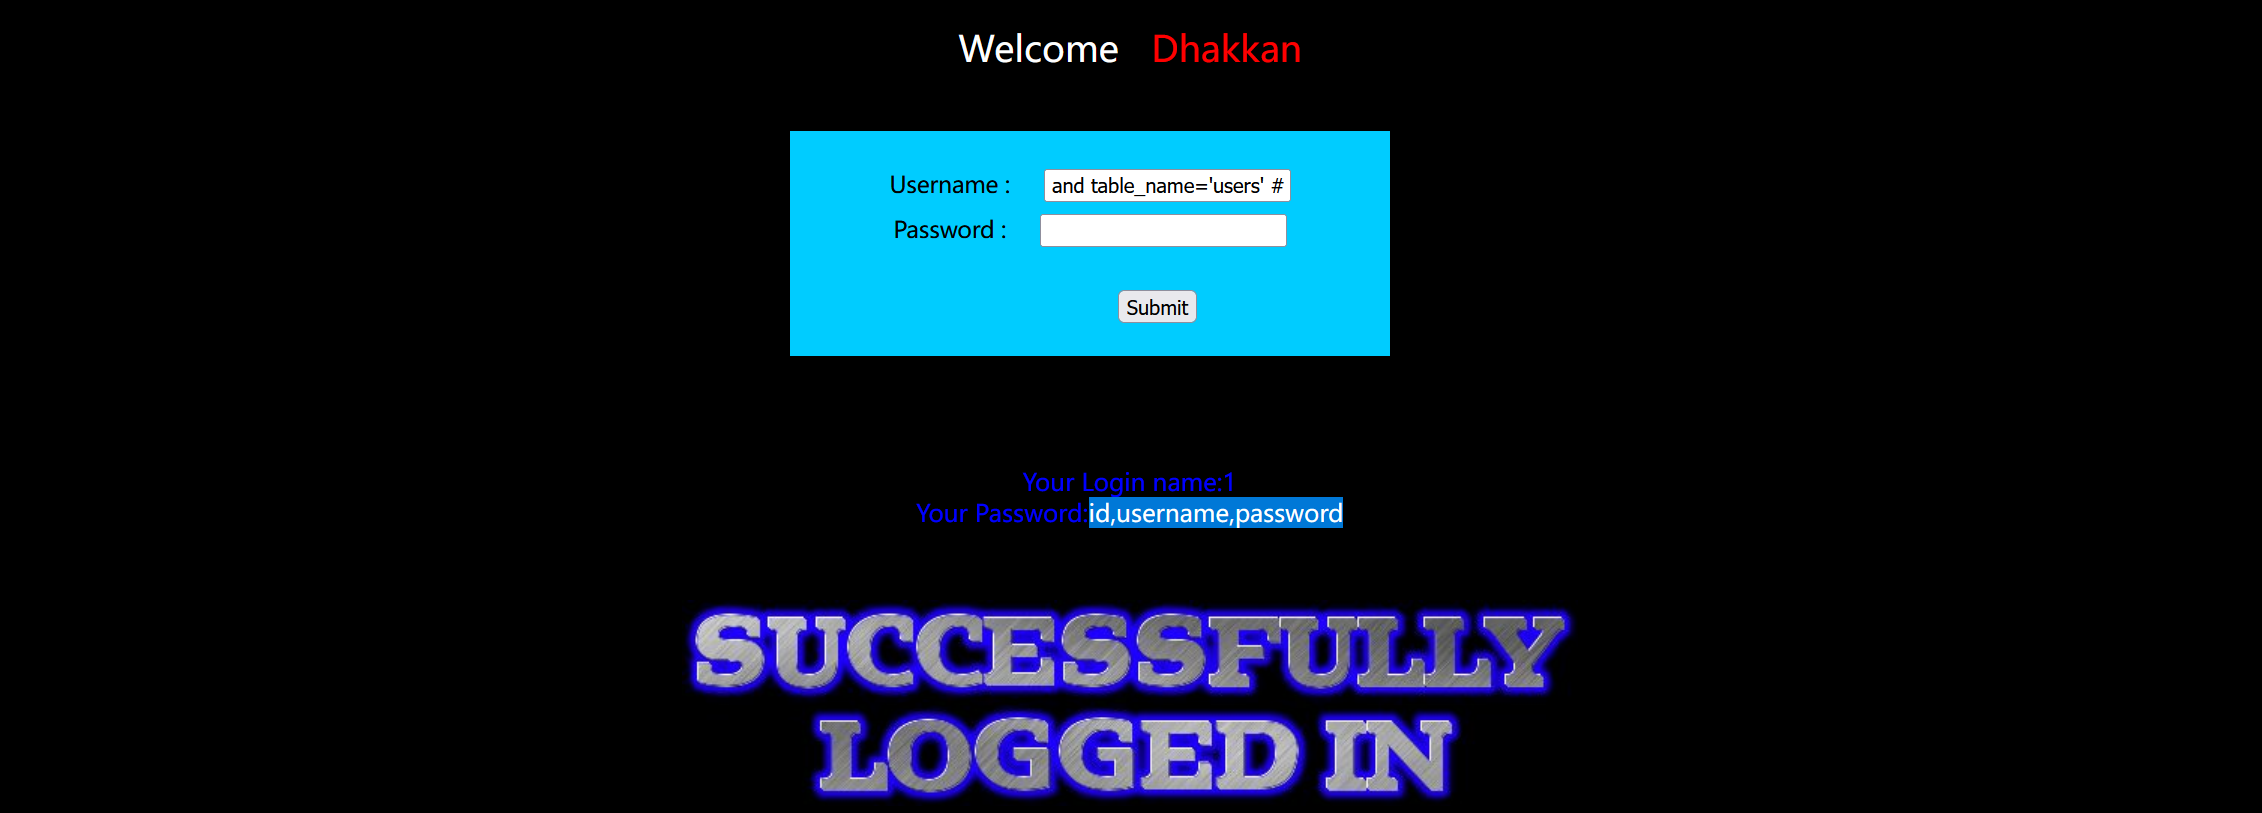 Welcome Dhakkan
Username : and table_name='users' #
Password :
Submit
Your Login name:1
Your Password:id,username,password
SUCCESSFULLY
LOGGED IN